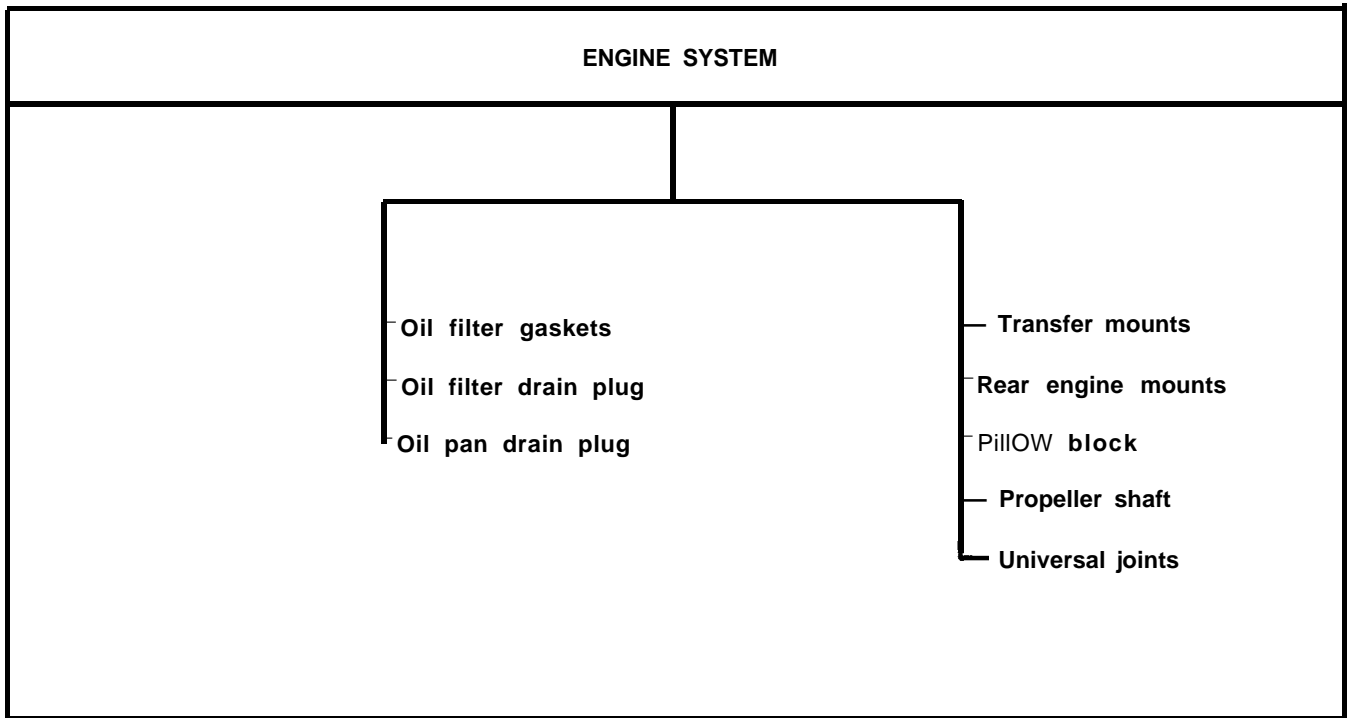 ENGINE SYSTEM
Oil filter gaskets
Oil filter drain plug
Oil pan drain plug
Transfer mounts
Rear engine mounts
PillOW block
Propeller shaft
Universal joints